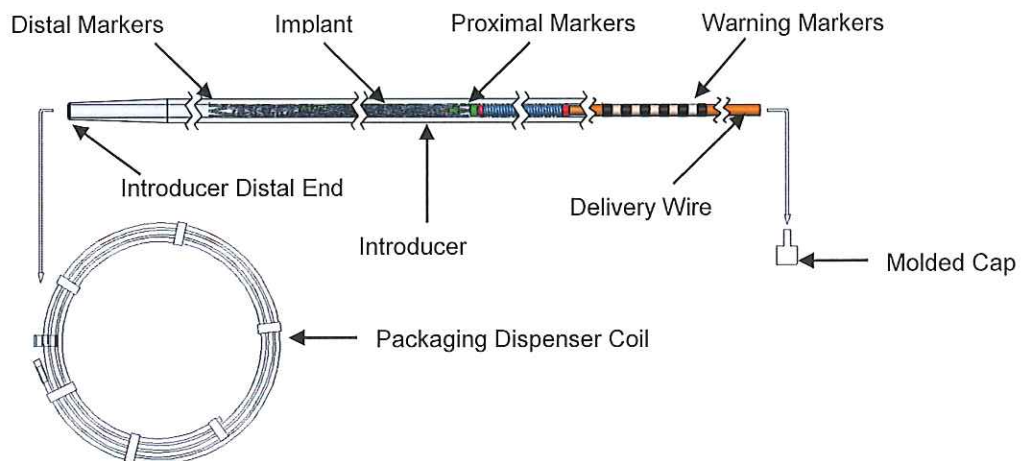 Distal Markers
Implant
Proximal Markers
Warning Markers
Introducer Distal End
Delivery Wire
Introducer
Molded Cap
Packaging Dispenser Coil